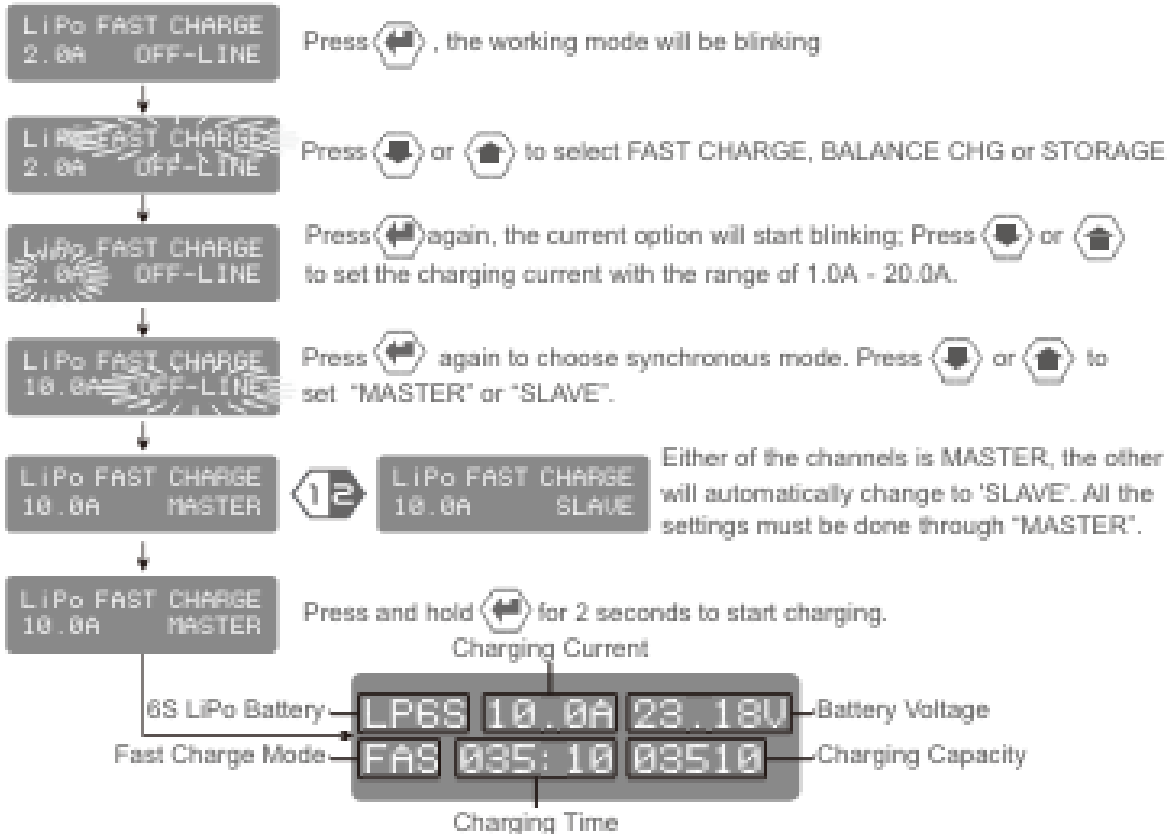 LiPo FAST CHARGE
2.0A OFF-LINE
Press , the working mode will be blinking
LiPo FAST CHARGE
2.0A OFF-LINE
Press or to select FAST CHARGE, BALANCE CHG or STORAGE
LiPo FAST CHARGE
2.0A OFF-LINE
Press again, the current option will start blinking; Press or
to set the charging current with the range of 1.0A - 20.0A.
LiPo FAST CHARGE
10.0A OFF-LINE
Press again to choose synchronous mode. Press or to
set "MASTER" or "SLAVE".
LiPo FAST CHARGE
10.0A MASTER
1 2
LiPo FAST CHARGE
10.0A SLAVE
Either of the channels is MASTER, the other
will automatically change to 'SLAVE'. All the
settings must be done through "MASTER".
LiPo FAST CHARGE
10.0A MASTER
Press and hold for 2 seconds to start charging.
Charging Current
6S LiPo Battery LP6S 10.0A 23.18V Battery Voltage
Fast Charge Mode FAS 035:10 03510 Charging Capacity
Charging Time